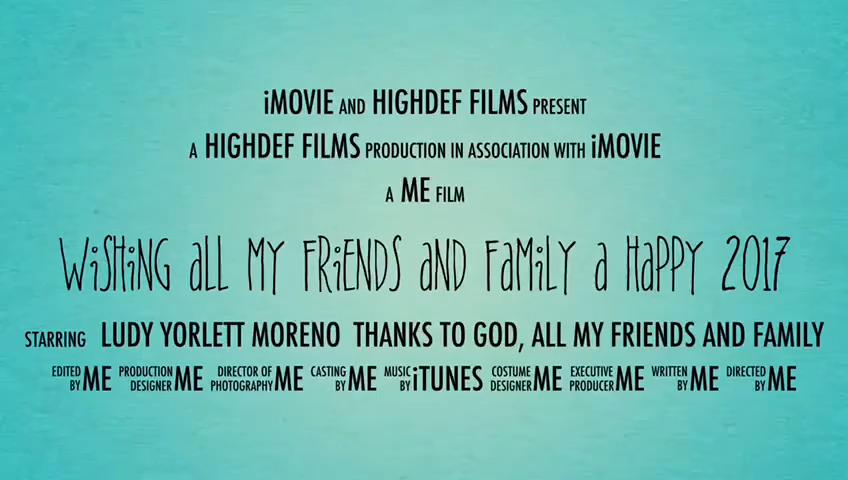 iMOVIE AND HIGHDEF FILMS PRESENT
A HIGHDEF FILMS PRODUCTION IN ASSOCIATION WITH iMOVIE
A ME FILM
WiSHiNG aLL MY FRiENDS aND FaMiLY a HaPPY 2017
STARRING LUDY YORLETT MORENO THANKS TO GOD, ALL MY FRIENDS AND FAMILY
EDITED BY ME PRODUCTION DESIGNER ME DIRECTOR OF PHOTOGRAPHY ME CASTING BY ME MUSIC BY iTUNES COSTUME DESIGNER ME EXECUTIVE PRODUCER ME WRITTEN BY ME DIRECTED BY ME